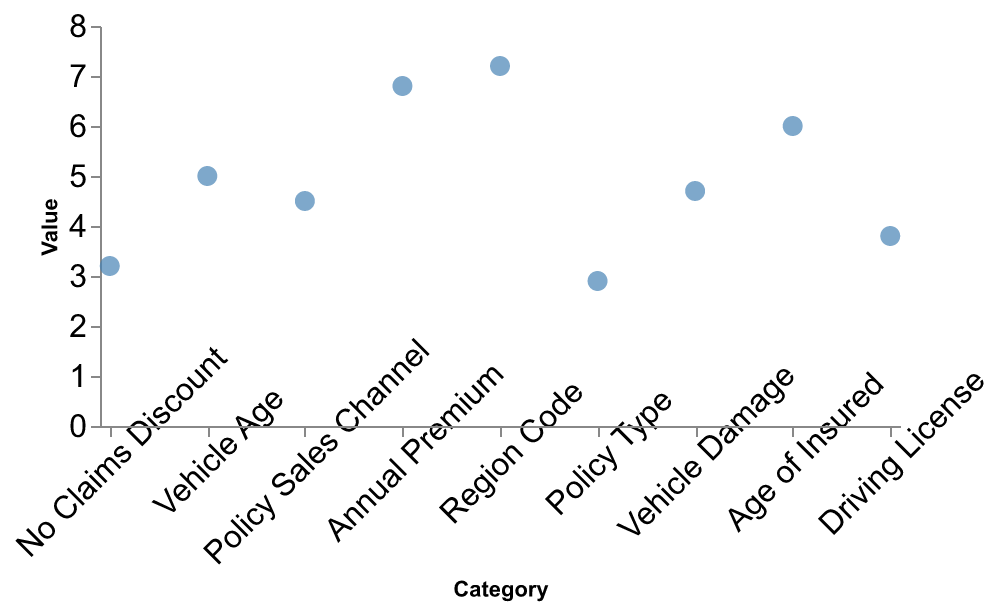 8
7
6
5
4
3
2
1
0
Value
No Claims Discount
Vehicle Age
Policy Sales Channel
Annual Premium
Region Code
Policy Type
Vehicle Damage
Age of Insured
Driving License
Category